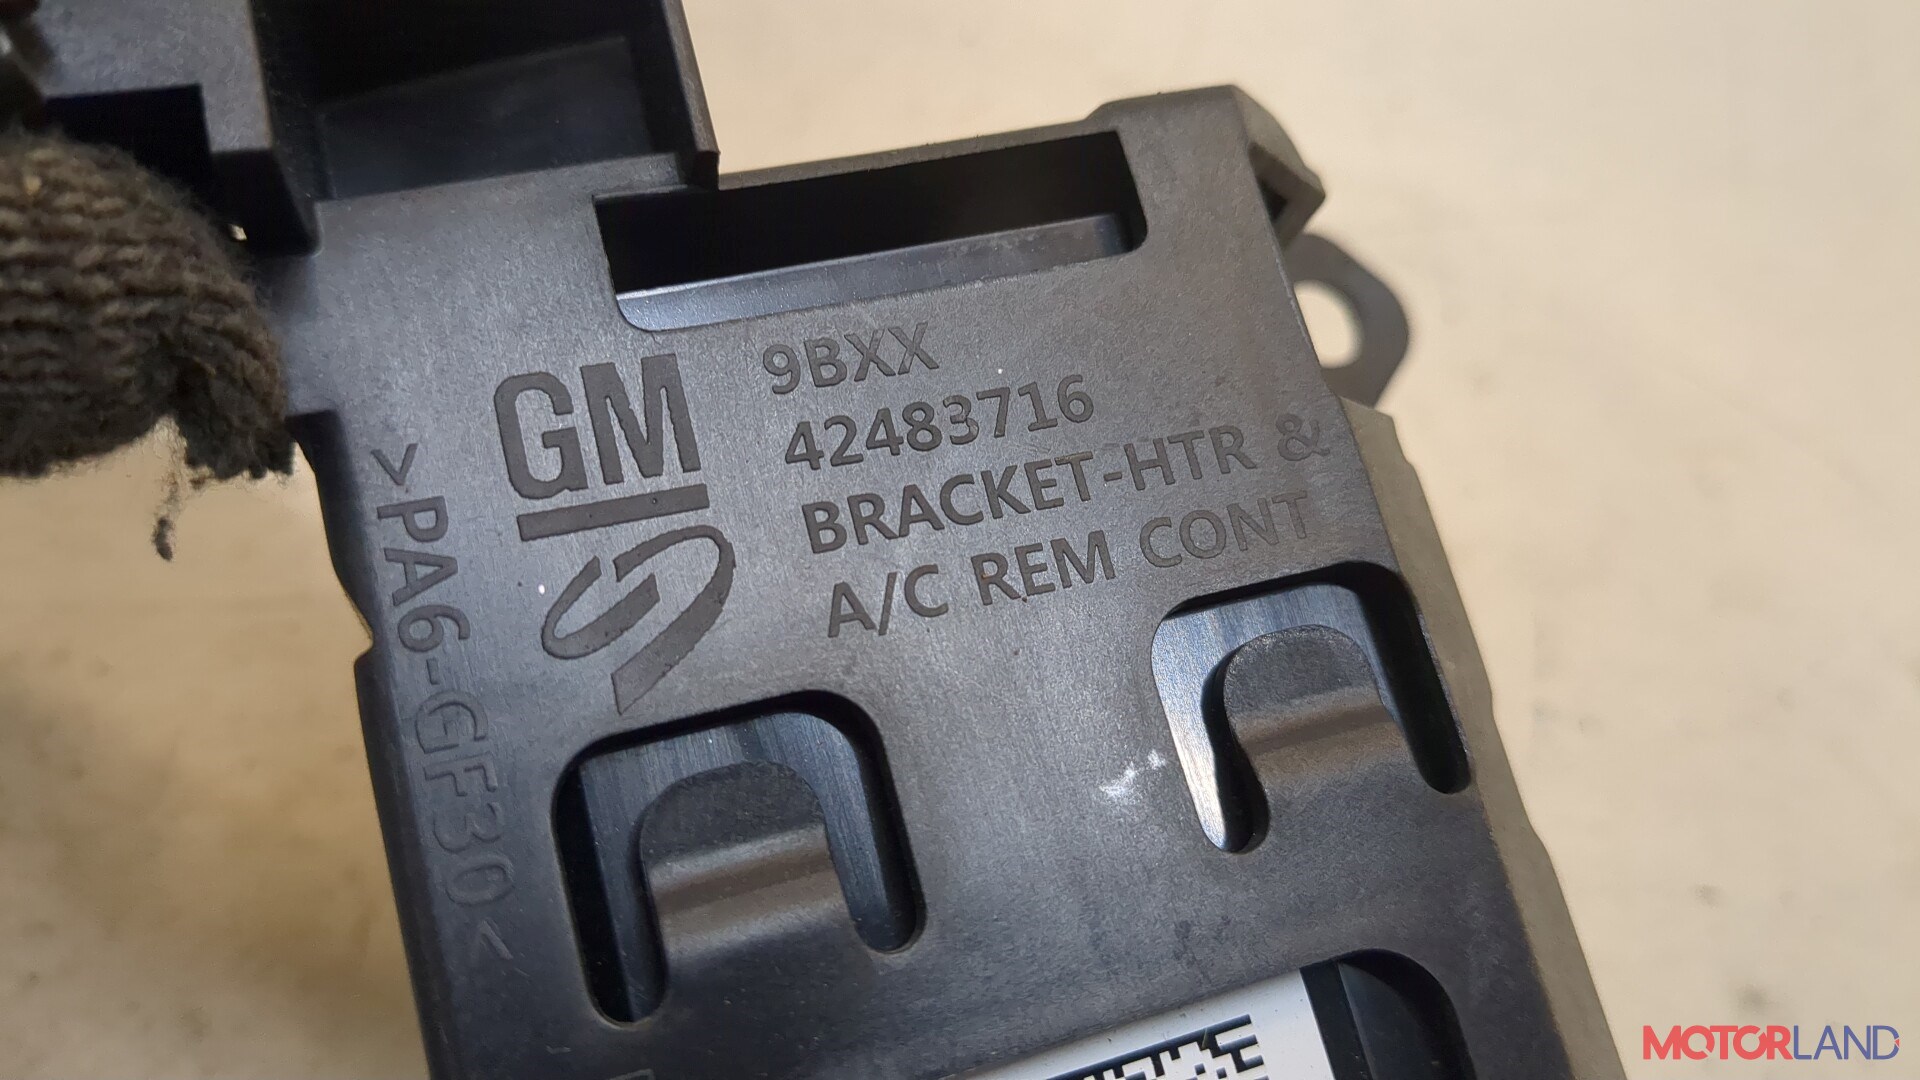 GM
9BXX
42483716
BRACKET-HTR &
A/C REM CONT
>PA6-GF30<
MOTORLAND